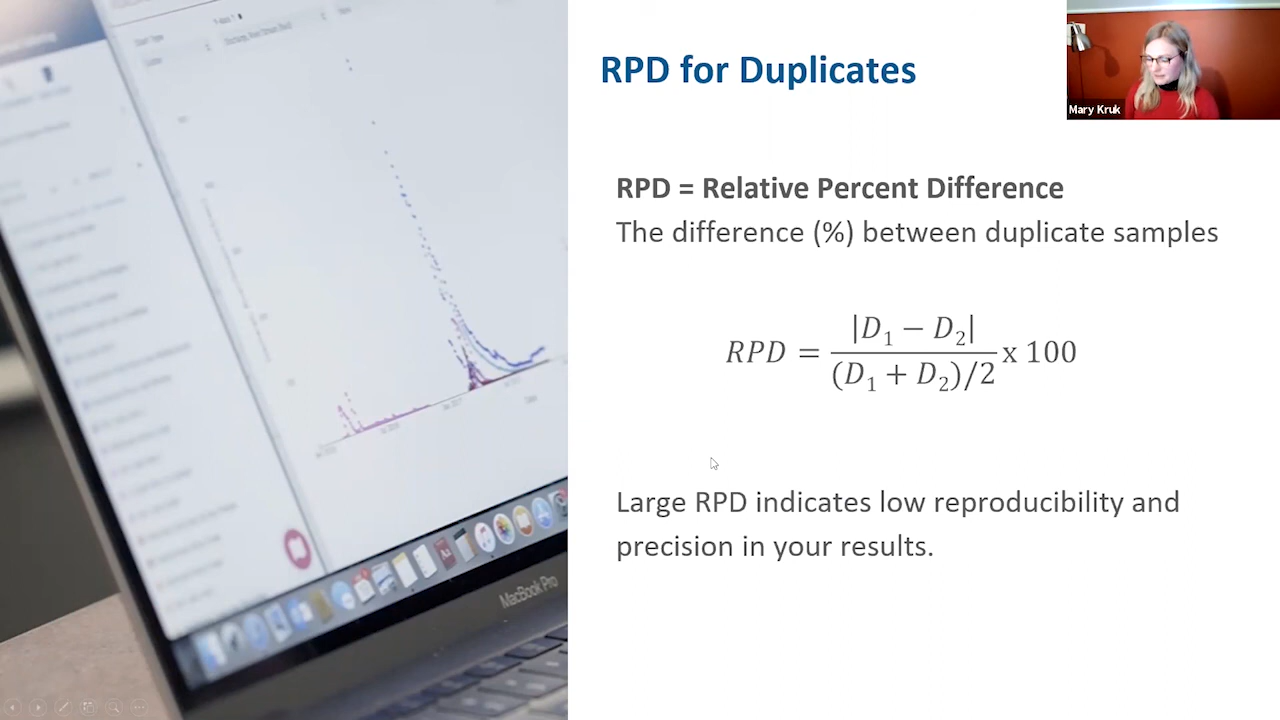 RPD for Duplicates
Mary Kruk
RPD = Relative Percent Difference
The difference (%) between duplicate samples
RPD = |D₁ − D₂| / (D₁ + D₂)/2 x 100
Large RPD indicates low reproducibility and
precision in your results.
MacBook Pro